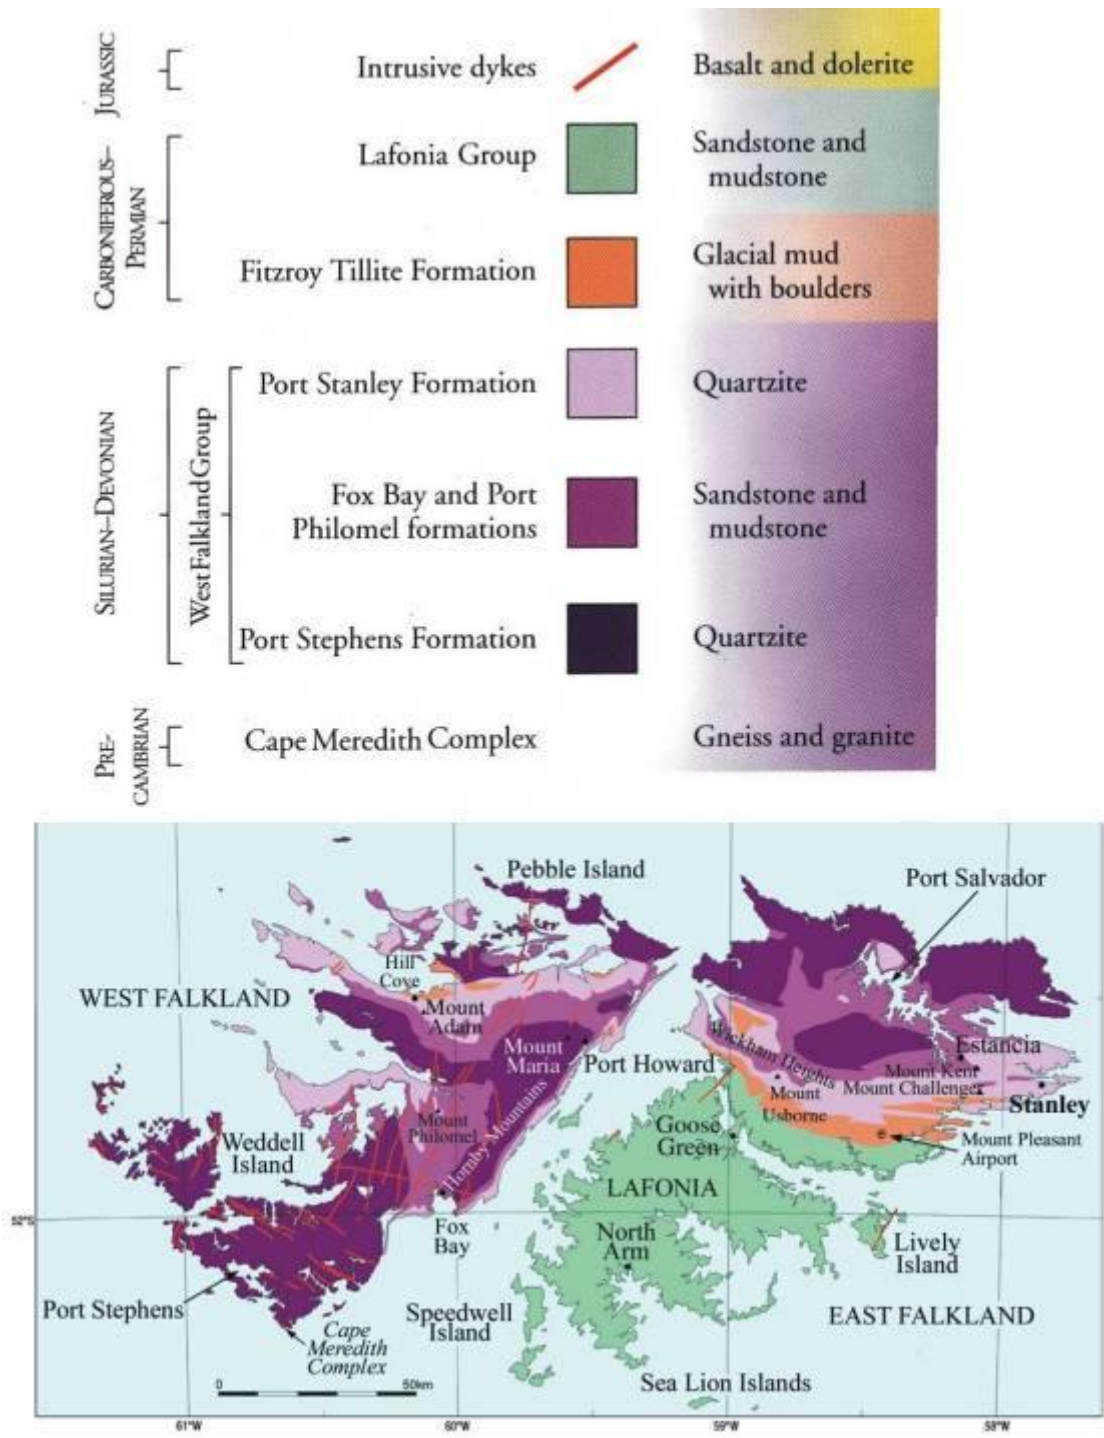 JURASSIC
Intrusive dykes
Basalt and dolerite
CARBONIFEROUS–
PERMIAN
Lafonia Group
Sandstone and
mudstone
Fitzroy Tillite Formation
Glacial mud
with boulders
SILURIAN–DEVONIAN
West Falkland Group
Port Stanley Formation
Quartzite
Fox Bay and Port
Philomel formations
Sandstone and
mudstone
Port Stephens Formation
Quartzite
PRE-
CAMBRIAN
Cape Meredith Complex
Gneiss and granite
Pebble Island
Port Salvador
Hill
Cove
WEST FALKLAND
Mount
Adam
Mount
Maria
Port Howard
Wickham Heights
Estancia
Mount Kent
Mount Challenger
Mount
Usborne
Stanley
Mount
Philomel
Hornby Mountains
Goose
Green
Mount Pleasant
Airport
Weddell
Island
LAFONIA
52°S
Fox
Bay
North
Arm
Lively
Island
Port Stephens
Speedwell
Island
EAST FALKLAND
Cape
Meredith
Complex
0 50km
Sea Lion Islands
61°W 60°W 59°W 58°W